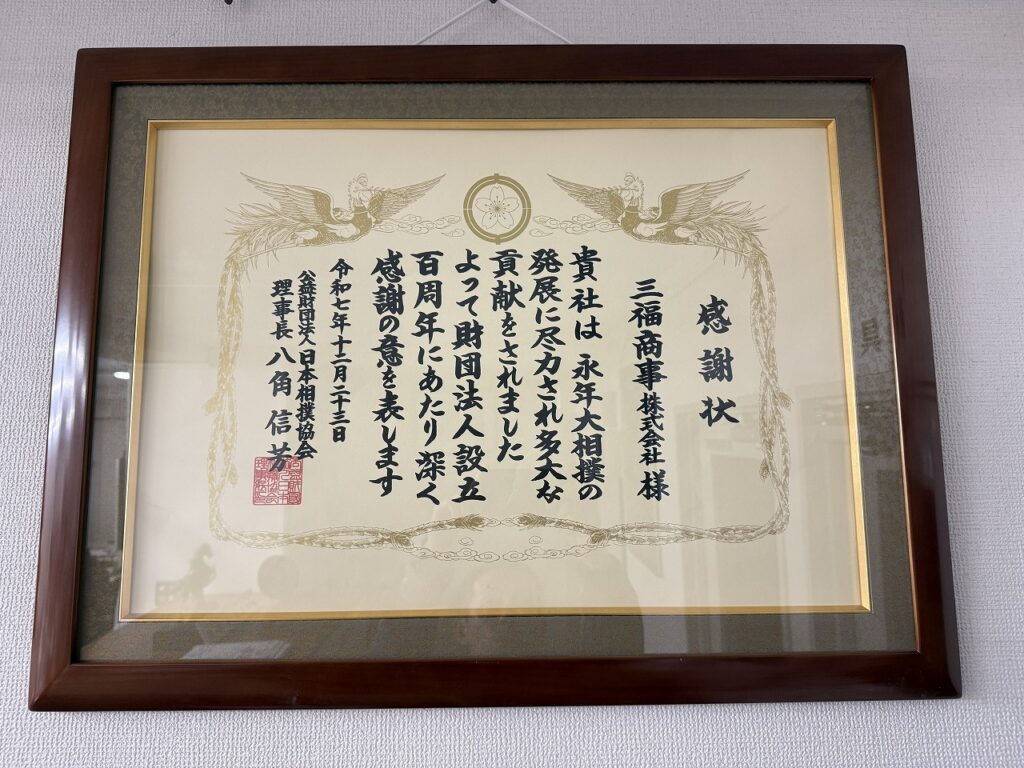 感謝状
三福商事株式会社様
貴社は永年大相撲の
発展に尽力され多大な
貢献をされました
よって財団法人設立
百周年にあたり深く
感謝の意を表します
令和七年十二月二十三日
公益財団法人日本相撲協会
理事長八角信芳